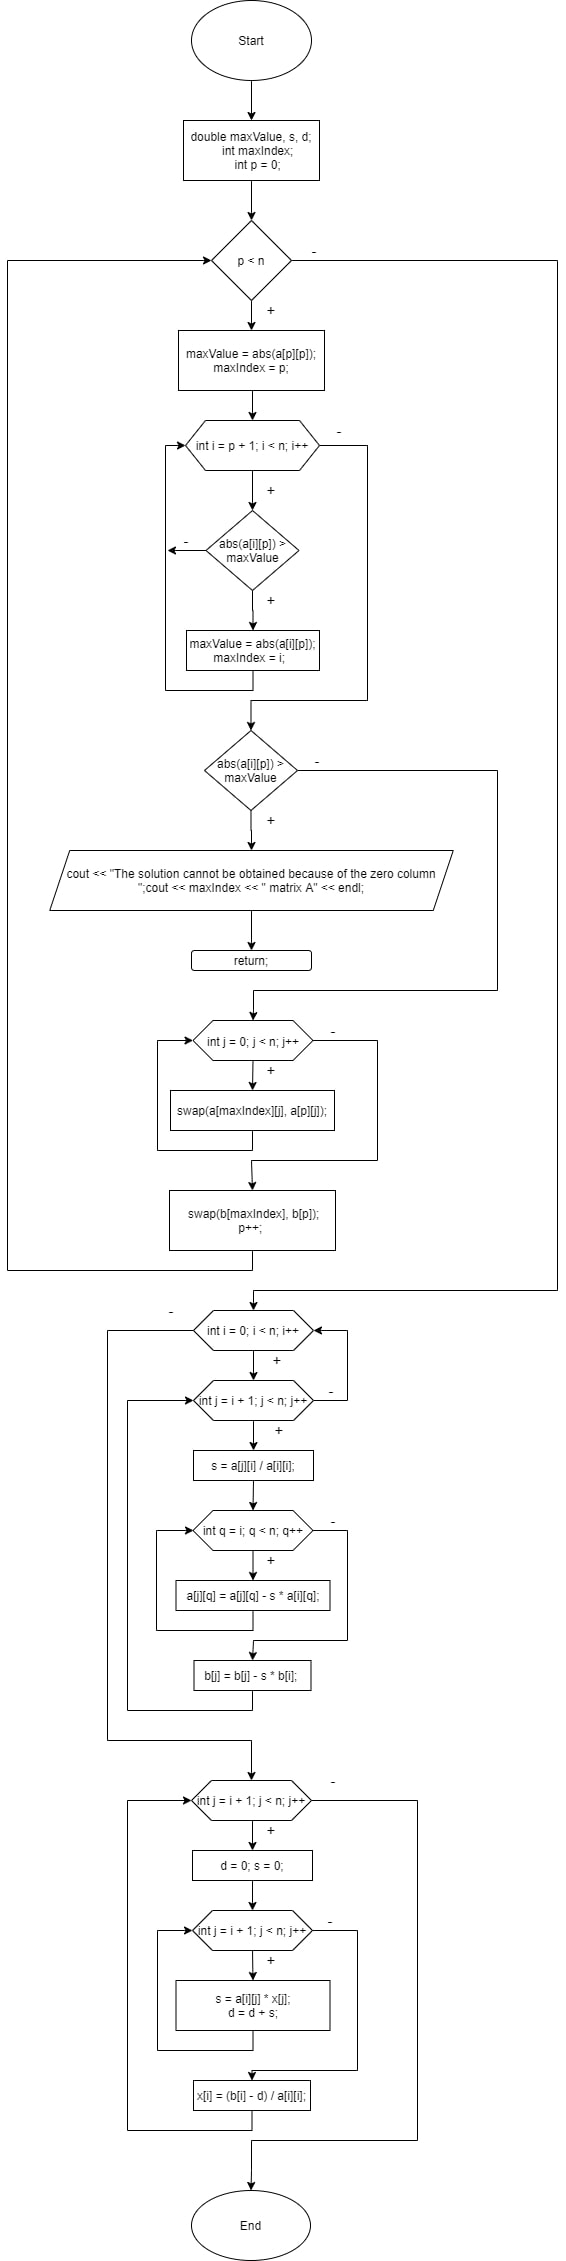 Start
double maxValue, s, d;
int maxIndex;
int p = 0;
p < n
-
+
maxValue = abs(a[p][p]);
maxIndex = p;
int i = p + 1; i < n; i++
-
+
abs(a[i][p]) >
maxValue
-
+
maxValue = abs(a[i][p]);
maxIndex = i;
abs(a[i][p]) >
maxValue
-
+
cout << "The solution cannot be obtained because of the zero column
";cout << maxIndex << " matrix A" << endl;
return;
int j = 0; j < n; j++
-
+
swap(a[maxIndex][j], a[p][j]);
swap(b[maxIndex], b[p]);
p++;
int i = 0; i < n; i++
-
+
int j = i + 1; j < n; j++
-
+
s = a[j][i] / a[i][i];
int q = i; q < n; q++
-
+
a[j][q] = a[j][q] - s * a[i][q];
b[j] = b[j] - s * b[i];
int j = i + 1; j < n; j++
-
+
d = 0; s = 0;
int j = i + 1; j < n; j++
-
+
s = a[i][j] * x[j];
d = d + s;
x[i] = (b[i] - d) / a[i][i];
End